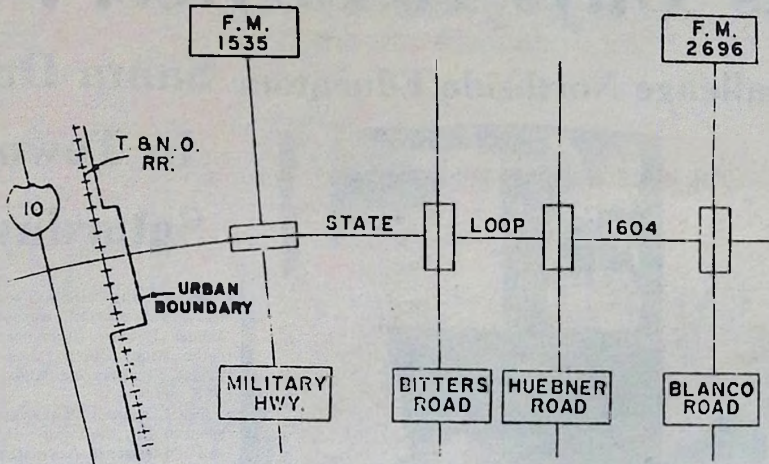 F. M.
1535
F. M.
2696
T. & N. O.
RR.
10
STATE LOOP 1604
URBAN
BOUNDARY
MILITARY
HWY.
BITTERS
ROAD
HUEBNER
ROAD
BLANCO
ROAD